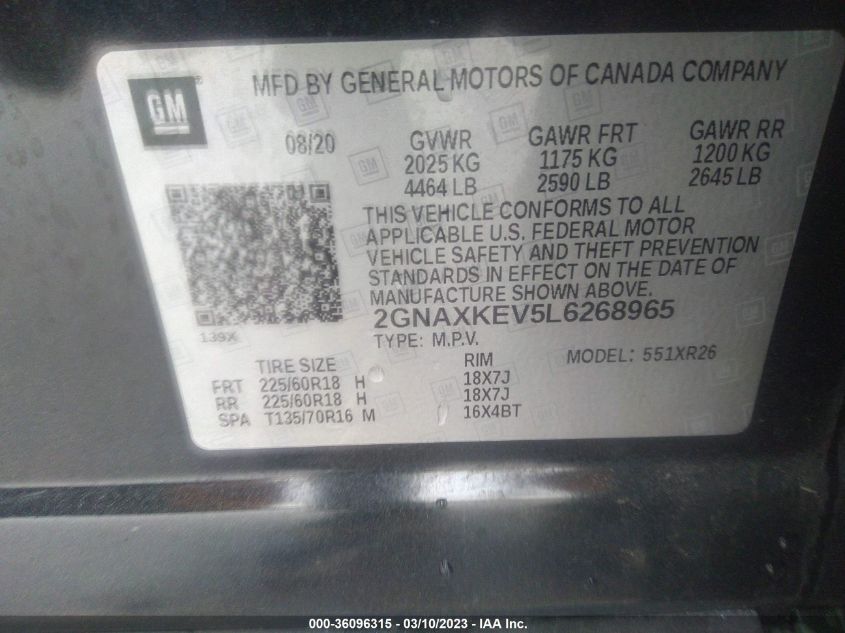 GM ®
MFD BY GENERAL MOTORS OF CANADA COMPANY
08/20 GVWR GAWR FRT GAWR RR
2025 KG 1175 KG 1200 KG
4464 LB 2590 LB 2645 LB
THIS VEHICLE CONFORMS TO ALL
APPLICABLE U.S. FEDERAL MOTOR
VEHICLE SAFETY AND THEFT PREVENTION
STANDARDS IN EFFECT ON THE DATE OF
MANUFACTURE SHOWN ABOVE.
139X
2GNAXKEV5L6268965
TYPE: M.P.V. MODEL: 551XR26
TIRE SIZE RIM
FRT 225/60R18 H 18X7J
RR 225/60R18 H 18X7J
SPA T135/70R16 M 16X4BT
000-36096315 - 03/10/2023 - © IAA Inc.